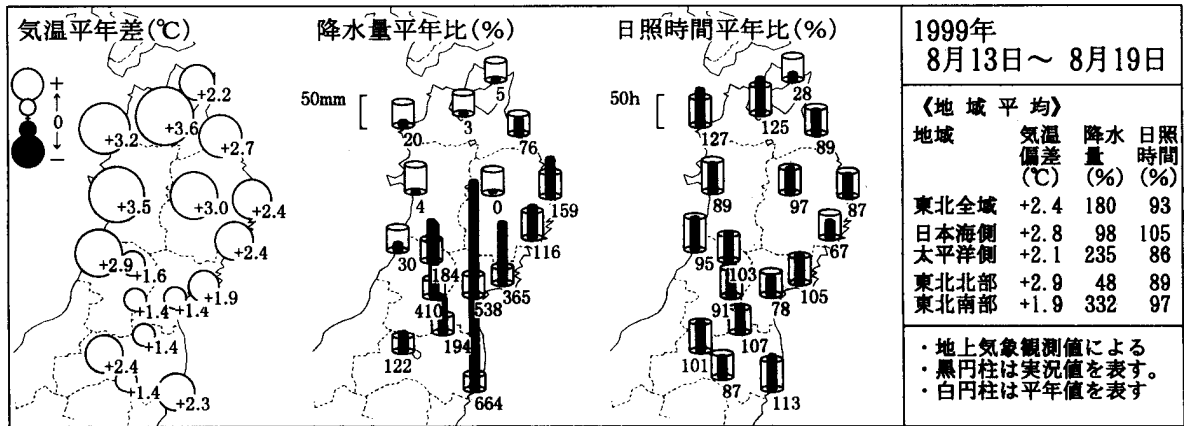 気温平年差(℃)
+
↑
0
↓
−
+2.2
+3.6
+3.2
+2.7
+3.5
+3.0
+2.4
+2.4
+2.9
+1.6
+1.9
+1.4
+1.4
+1.4
+2.4
+1.4
+2.3
降水量平年比(%)
50mm
5
3
20
76
4
0
159
116
30
184
365
410
538
194
122
664
日照時間平年比(%)
50h
28
125
127
89
89
97
87
67
95
103
105
91
78
107
101
87
113
1999年
8月13日～ 8月19日
《地 域 平 均》
地域 気温 降水 日照
偏差 量 時間
(℃) (%) (%)
東北全域 +2.4 180 93
日本海側 +2.8 98 105
太平洋側 +2.1 235 86
東北北部 +2.9 48 89
東北南部 +1.9 332 97
・地上気象観測値による
・黒円柱は実況値を表す。
・白円柱は平年値を表す